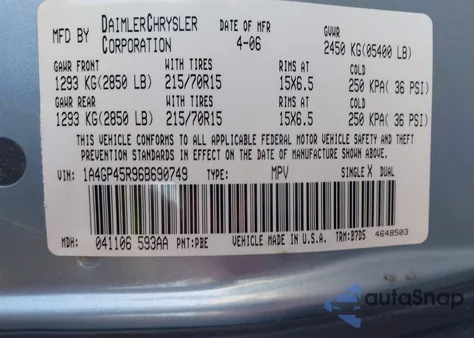 MFD BY DAIMLERCHRYSLER CORPORATION DATE OF MFR 4-06 GVWR 2450 KG(05400 LB)
GAWR FRONT WITH TIRES RIMS AT COLD
1293 KG(2850 LB) 215/70R15 15X6.5 250 KPA( 36 PSI)
GAWR REAR WITH TIRES RIMS AT COLD
1293 KG(2850 LB) 215/70R15 15X6.5 250 KPA( 36 PSI)
THIS VEHICLE CONFORMS TO ALL APPLICABLE FEDERAL MOTOR VEHICLE SAFETY AND THEFT
PREVENTION STANDARDS IN EFFECT ON THE DATE OF MANUFACTURE SHOWN ABOVE.
VIN: 1A4GP45R96B690749 TYPE: MPV SINGLE X DUAL
MDH: 041106 593AA PNT:PBE VEHICLE MADE IN U.S.A. TRM:B7D5
4648503
autoSnap